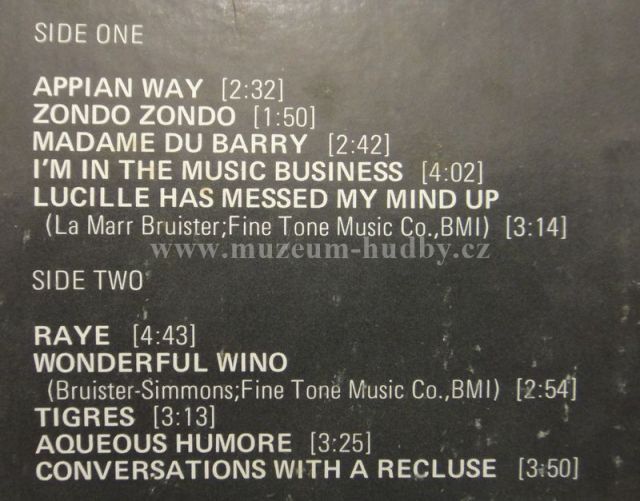 SIDE ONE
APPIAN WAY [2:32]
ZONDO ZONDO [1:50]
MADAME DU BARRY [2:42]
I'M IN THE MUSIC BUSINESS [4:02]
LUCILLE HAS MESSED MY MIND UP
(La Marr Bruister;Fine Tone Music Co.,BMI) [3:14]
www.muzeum-hudby.cz
SIDE TWO
RAYE [4:43]
WONDERFUL WINO
(Bruister-Simmons;Fine Tone Music Co.,BMI) [2:54]
TIGRES [3:13]
AQUEOUS HUMORE [3:25]
CONVERSATIONS WITH A RECLUSE [3:50]